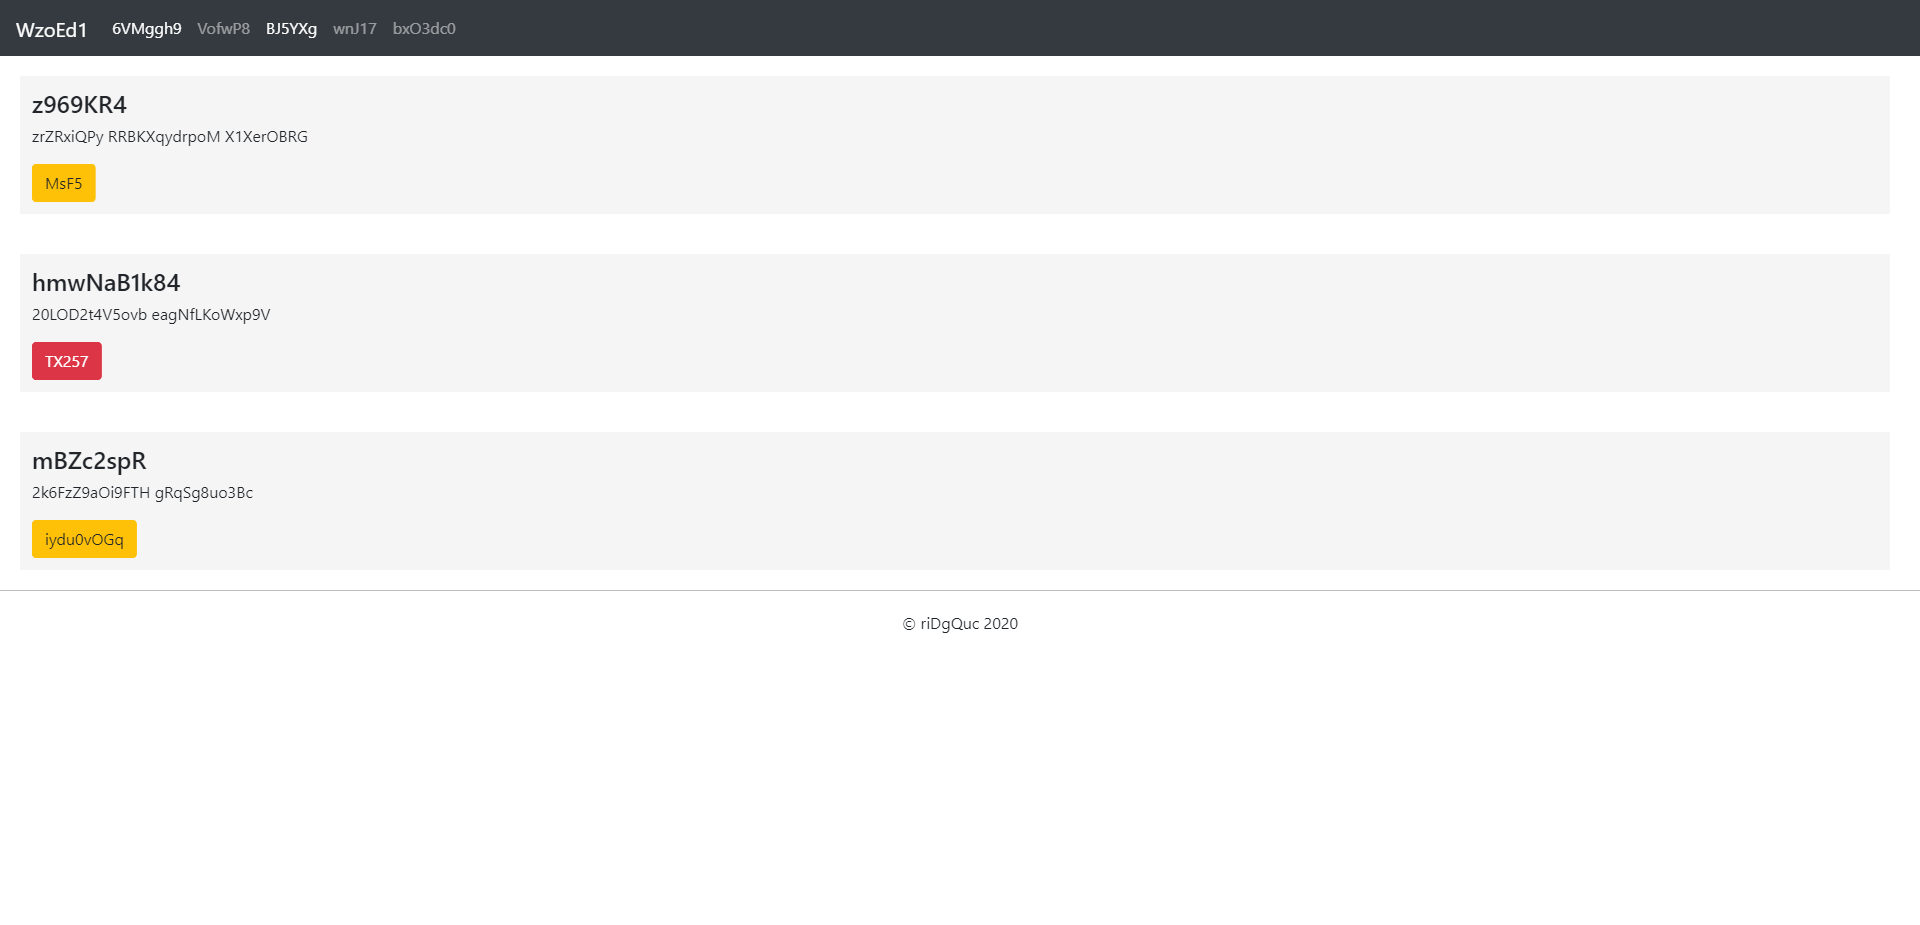 WzoEd1 6VMggh9 VofwP8 BJ5YXg wnJ17 bxO3dc0
z969KR4
zrZRxiQPy RRBKXqydrpoM X1XerOBRG
MsF5
hmwNaB1k84
20LOD2t4V5ovb eagNfLKoWxp9V
TX257
mBZc2spR
2k6FzZ9aOi9FTH gRqSg8uo3Bc
iydu0vOGq
© riDgQuc 2020